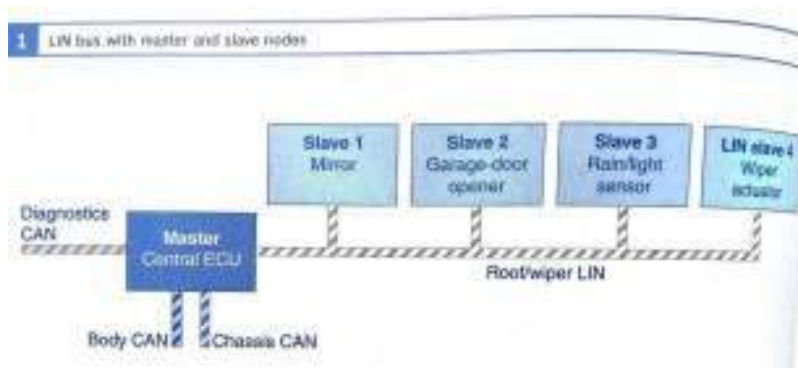 1 LIN bus with master and slave nodes
Slave 1
Mirror
Slave 2
Garage-door
opener
Slave 3
Rain/light
sensor
LIN slave 4
Wiper
actuator
Diagnostics
CAN
Master
Central ECU
Roof/wiper LIN
Body CAN
Chassis CAN